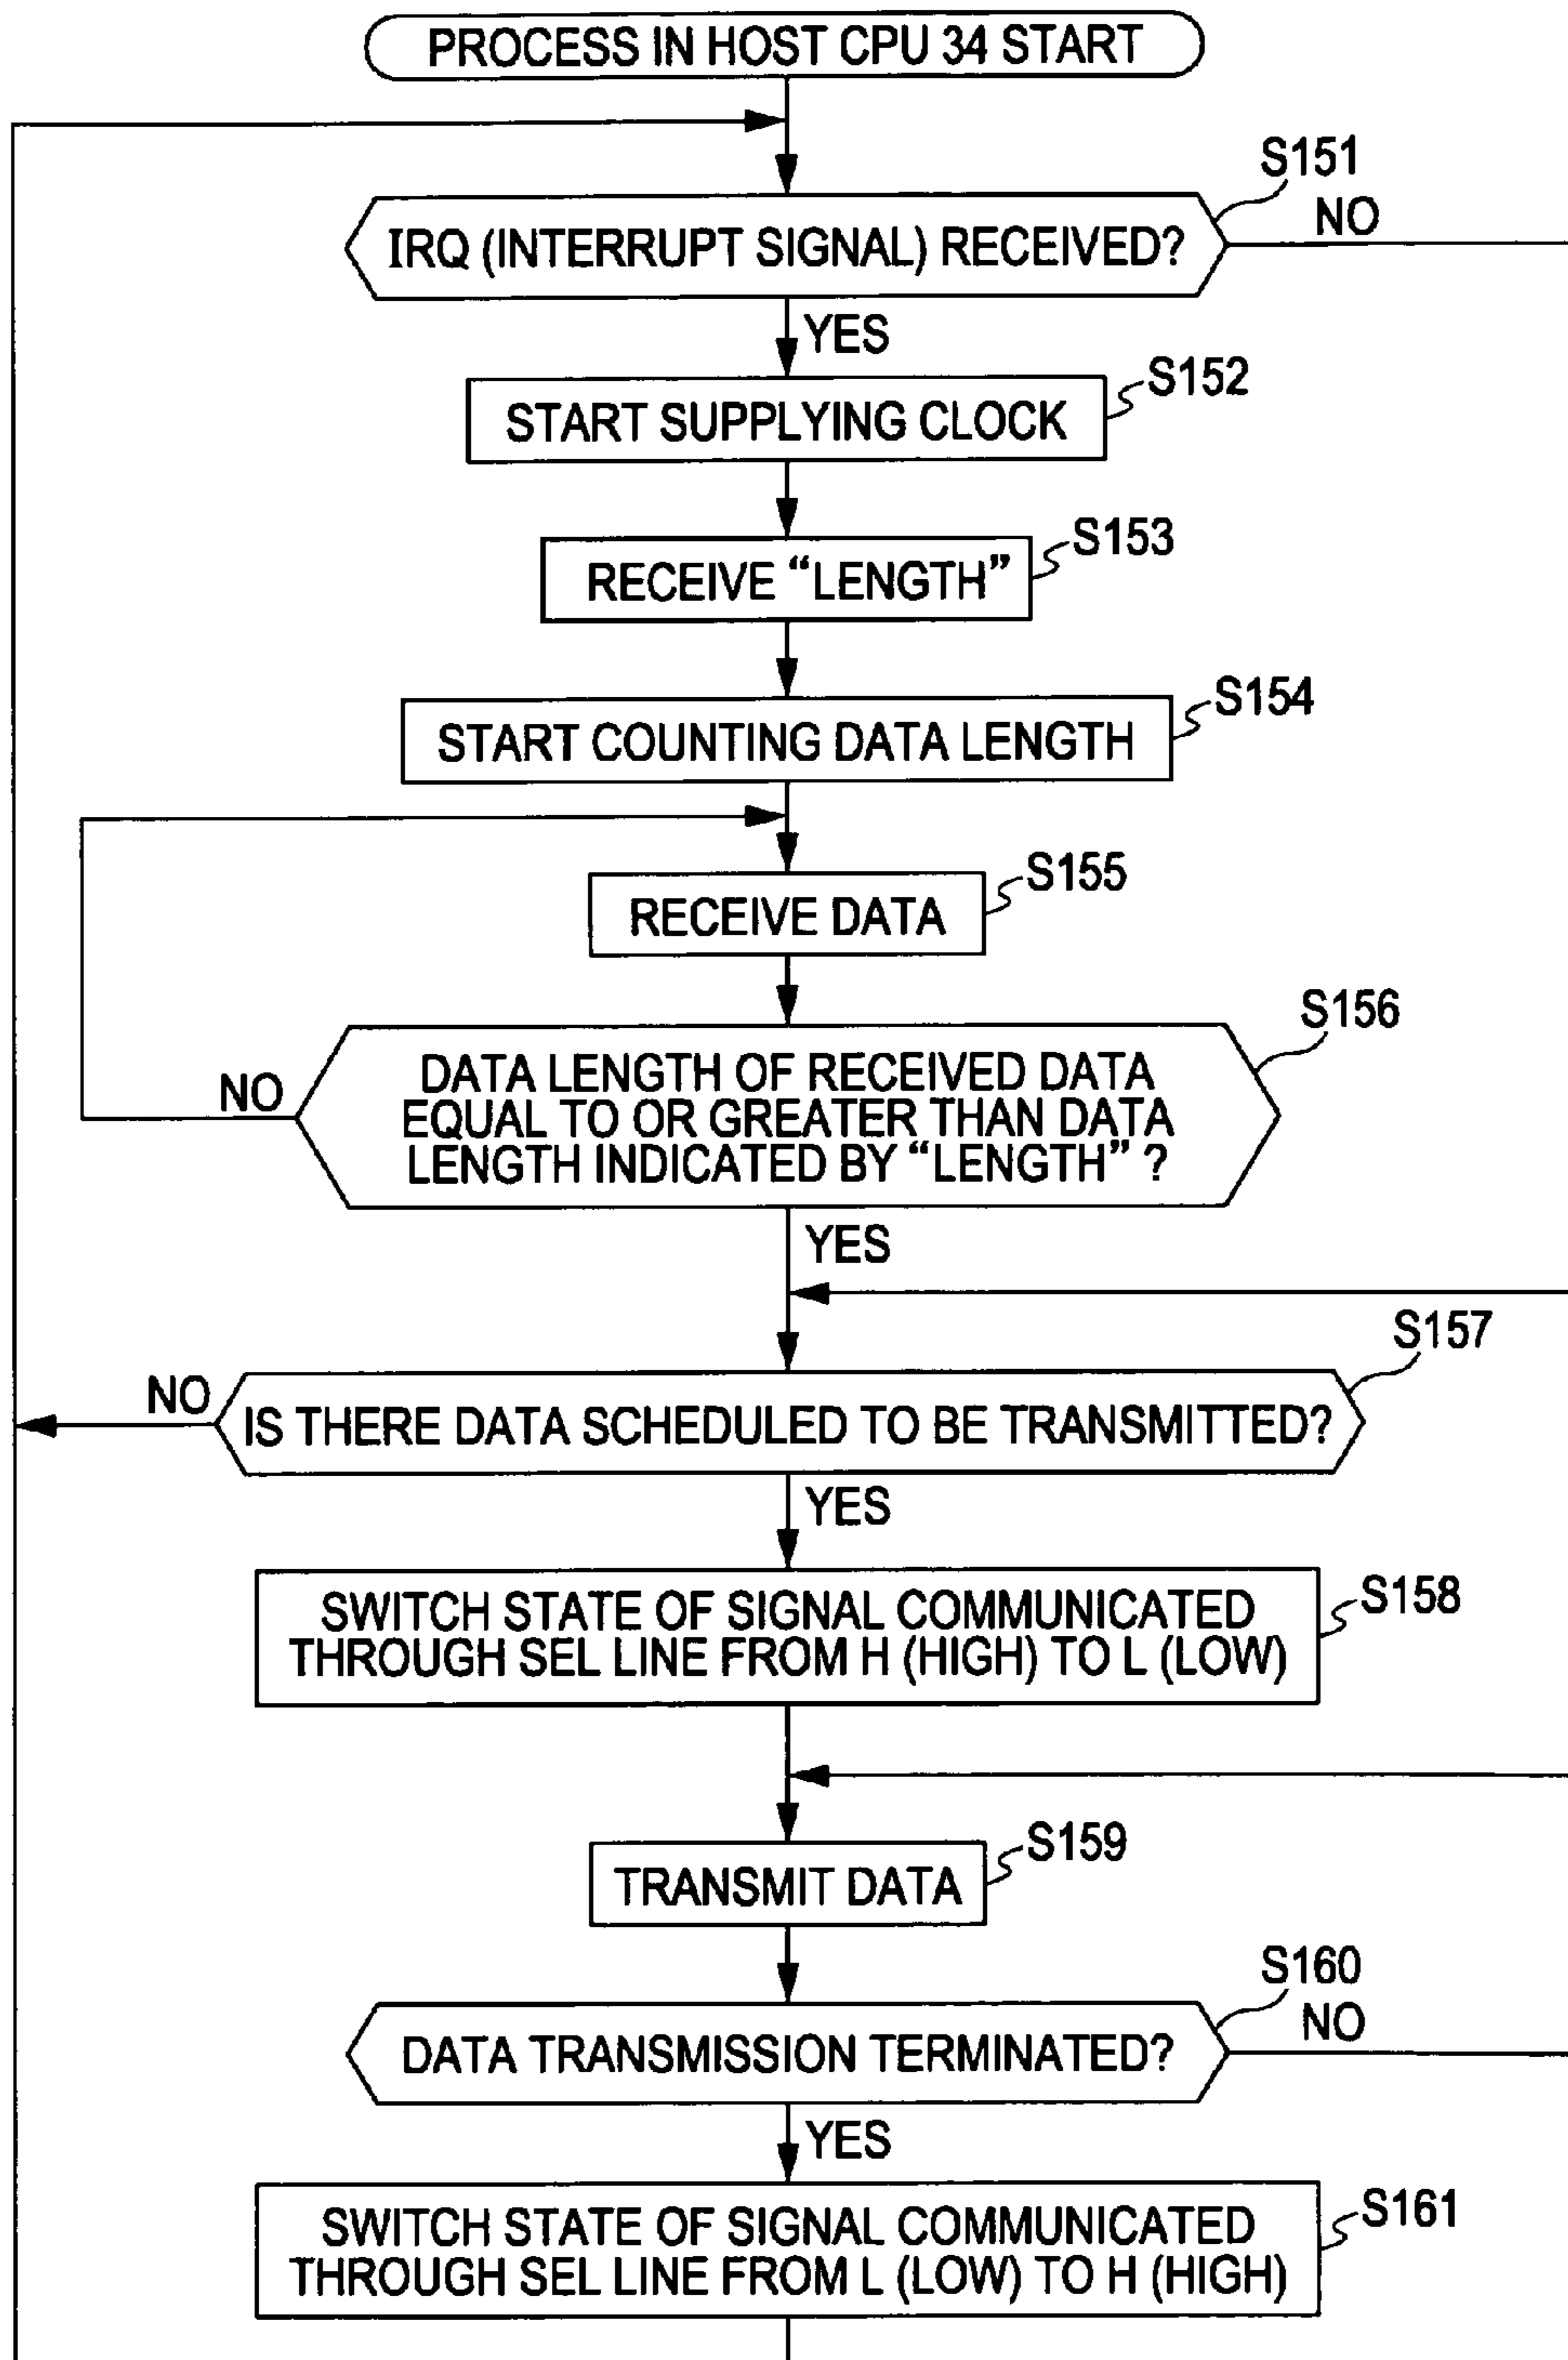 PROCESS IN HOST CPU 34 START
S151
IRQ (INTERRUPT SIGNAL) RECEIVED?
NO
YES
S152
START SUPPLYING CLOCK
S153
RECEIVE “LENGTH”
S154
START COUNTING DATA LENGTH
S155
RECEIVE DATA
S156
DATA LENGTH OF RECEIVED DATA
EQUAL TO OR GREATER THAN DATA
LENGTH INDICATED BY “LENGTH” ?
NO
YES
S157
NO
IS THERE DATA SCHEDULED TO BE TRANSMITTED?
YES
S158
SWITCH STATE OF SIGNAL COMMUNICATED
THROUGH SEL LINE FROM H (HIGH) TO L (LOW)
S159
TRANSMIT DATA
S160
NO
DATA TRANSMISSION TERMINATED?
YES
S161
SWITCH STATE OF SIGNAL COMMUNICATED
THROUGH SEL LINE FROM L (LOW) TO H (HIGH)